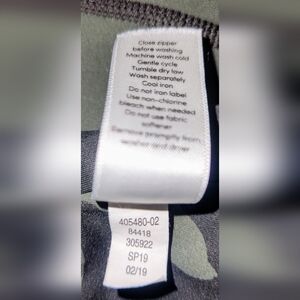 Close zipper
before washing
Machine wash cold
Gentle cycle
Tumble dry low
Wash separately
Cool iron
Do not iron label
Use non-chlorine
bleach when needed
Do not use fabric
softener
Remove promptly from
washer and dryer
405480-02
84418
305922
SP19
02/19